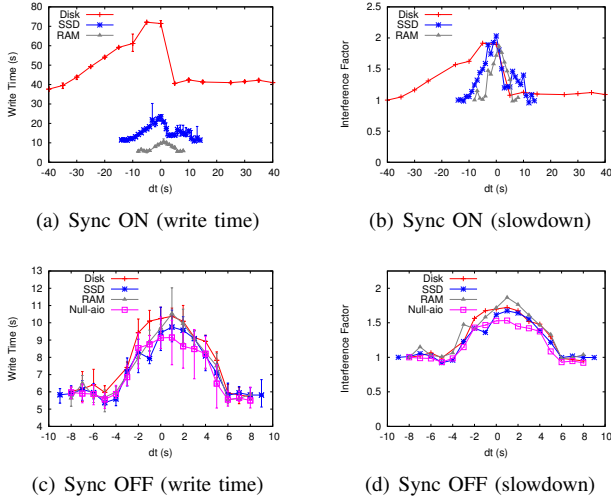 Disk
SSD
RAM
Write Time (s)
80
70
60
50
40
30
20
10
0
-40 -30 -20 -10 0 10 20 30 40
dt (s)
(a) Sync ON (write time)
Disk
SSD
RAM
Interference Factor
2.5
2
1.5
1
0.5
-40 -30 -20 -10 0 10 20 30 40
dt (s)
(b) Sync ON (slowdown)
Disk
SSD
RAM
Null-aio
Write Time (s)
13
12
11
10
9
8
7
6
5
4
-10 -8 -6 -4 -2 0 2 4 6 8 10
dt (s)
(c) Sync OFF (write time)
Disk
SSD
RAM
Null-aio
Interference Factor
2
1.5
1
0.5
0
-10 -8 -6 -4 -2 0 2 4 6 8 10
dt (s)
(d) Sync OFF (slowdown)